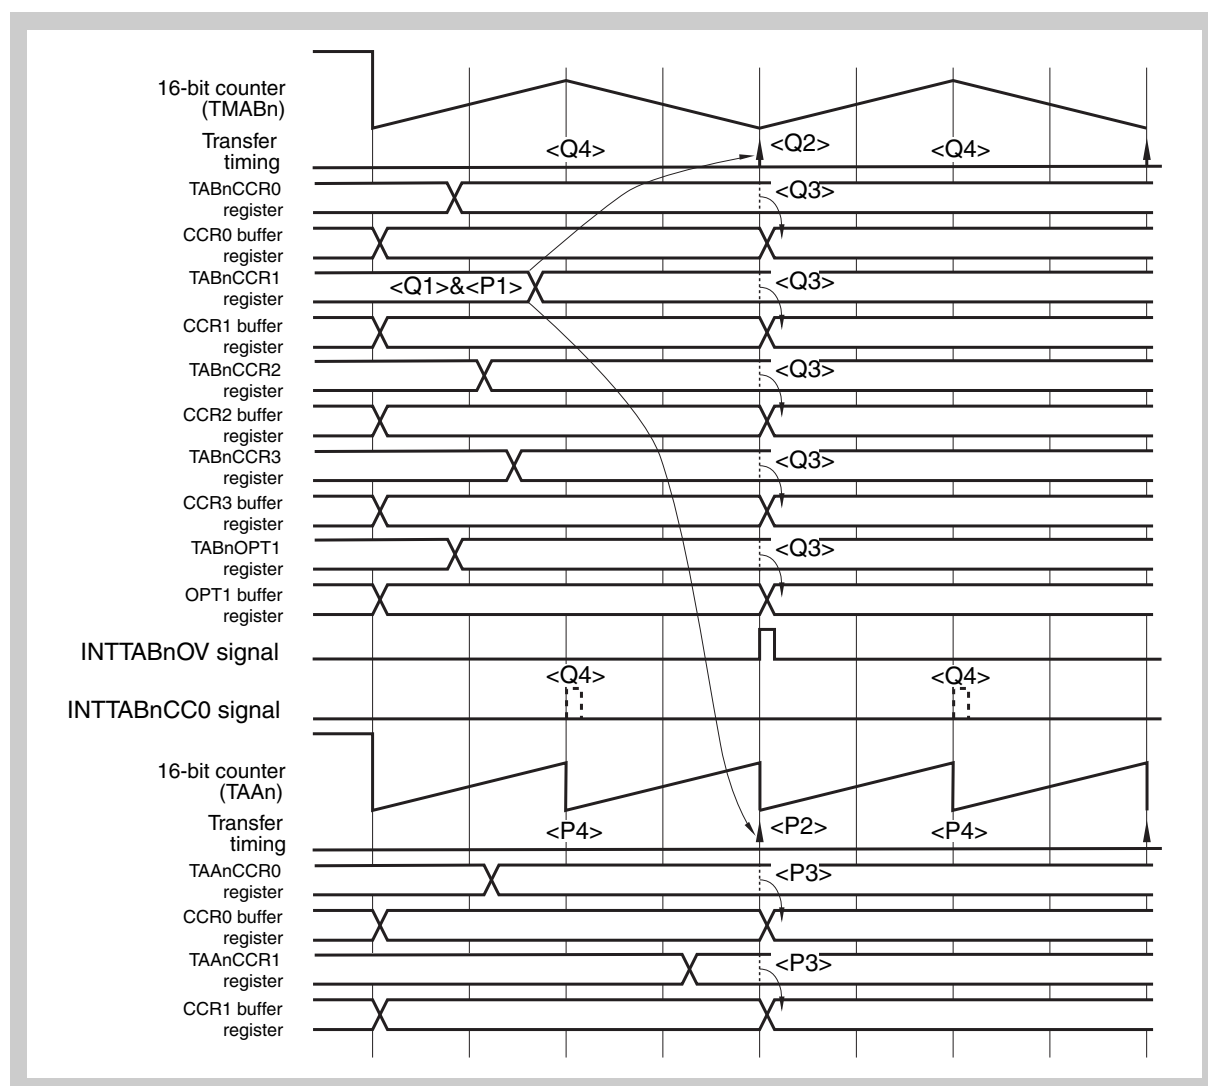 16-bit counter
(TMABn)
Transfer
timing
<Q4>
<Q2>
<Q4>
TABnCCR0
register
<Q3>
CCR0 buffer
register
TABnCCR1
register
<Q1>&<P1>
<Q3>
CCR1 buffer
register
TABnCCR2
register
<Q3>
CCR2 buffer
register
TABnCCR3
register
<Q3>
CCR3 buffer
register
TABnOPT1
register
<Q3>
OPT1 buffer
register
INTTABnOV signal
<Q4>
<Q4>
INTTABnCC0 signal
16-bit counter
(TAAn)
Transfer
timing
<P4>
<P2>
<P4>
TAAnCCR0
register
<P3>
CCR0 buffer
register
TAAnCCR1
register
<P3>
CCR1 buffer
register